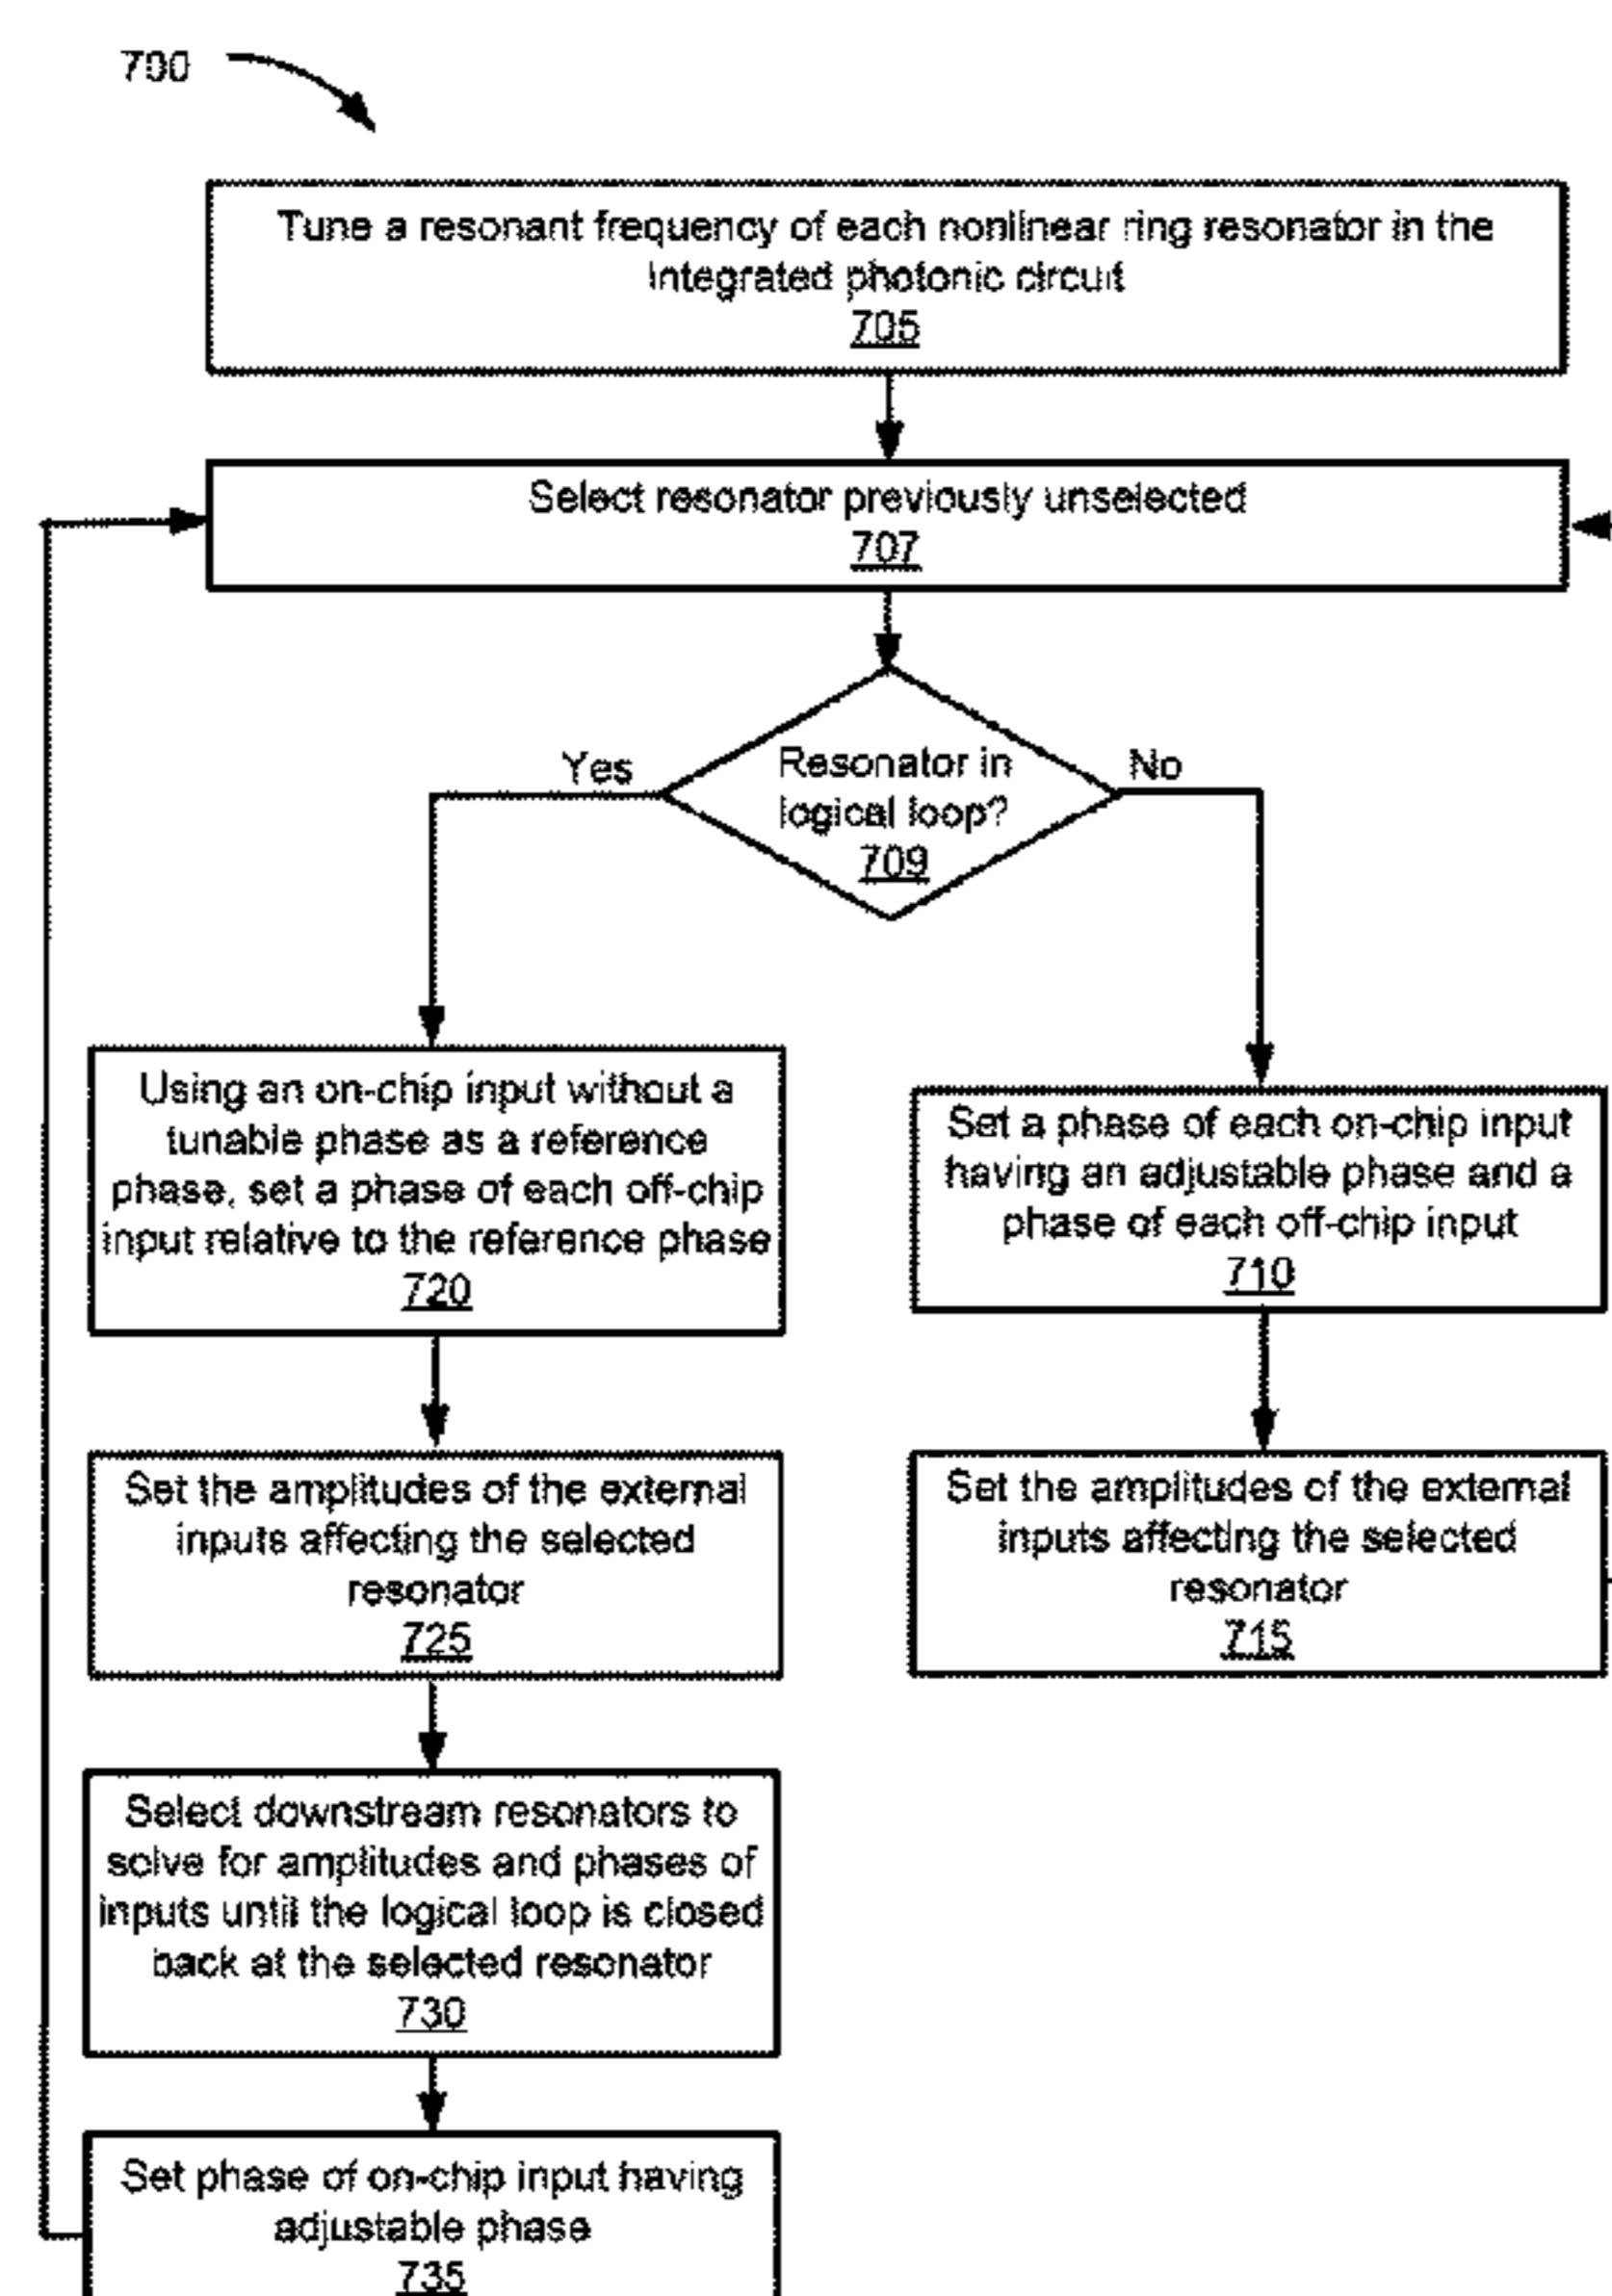 700
Tune a resonant frequency of each nonlinear ring resonator in the
integrated photonic circuit
705
Select resonator previously unselected
707
Yes
Resonator in
logical loop?
709
No
Using an on-chip input without a
tunable phase as a reference
phase, set a phase of each off-chip
input relative to the reference phase
720
Set a phase of each on-chip input
having an adjustable phase and a
phase of each off-chip input
710
Set the amplitudes of the external
inputs affecting the selected
resonator
725
Set the amplitudes of the external
inputs affecting the selected
resonator
715
Select downstream resonators to
solve for amplitudes and phases of
inputs until the logical loop is closed
back at the selected resonator
730
Set phase of on-chip input having
adjustable phase
735